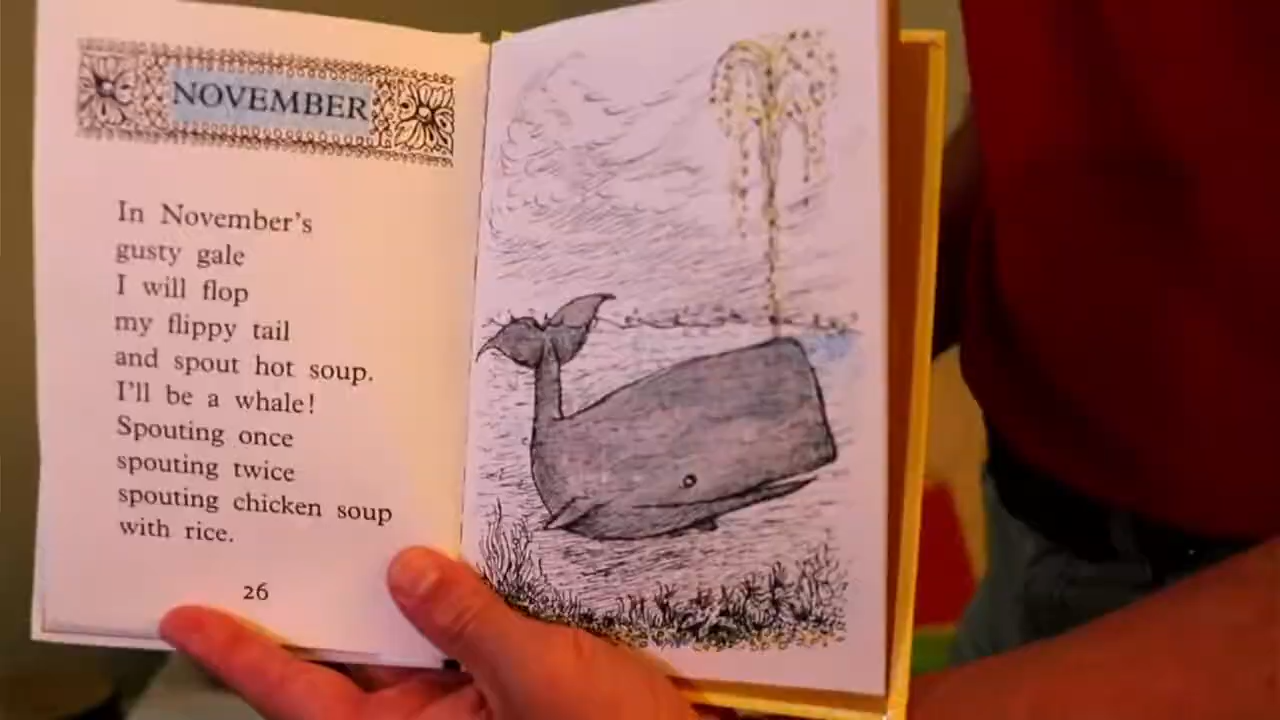 NOVEMBER
In November's
gusty gale
I will flop
my flippy tail
and spout hot soup.
I'll be a whale!
Spouting once
spouting twice
spouting chicken soup
with rice.
26